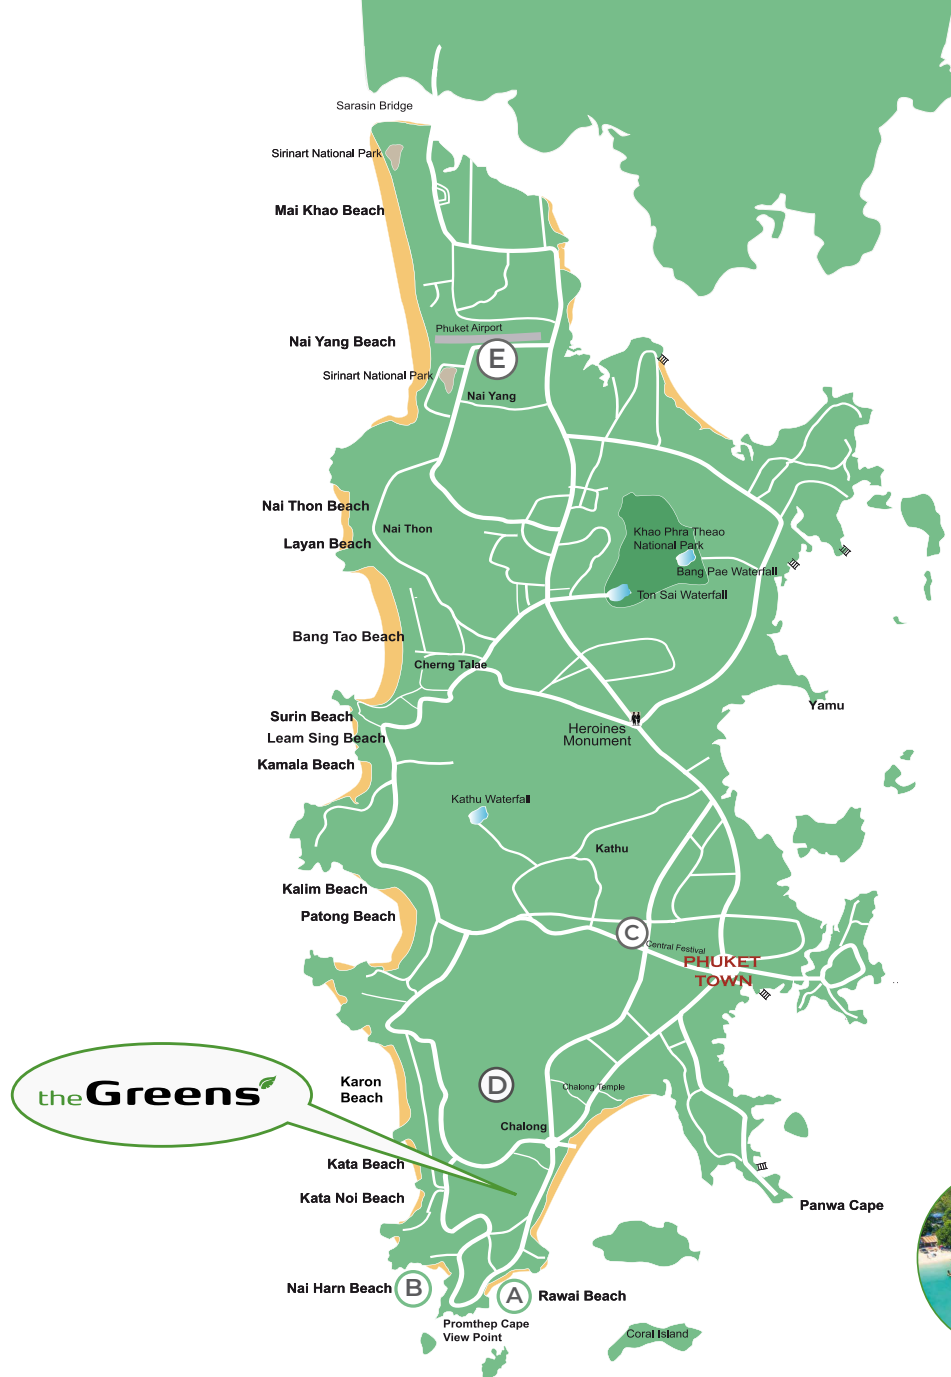 Sarasin Bridge
Sirinart National Park
Mai Khao Beach
Phuket Airport
Nai Yang Beach
E
Sirinart National Park
Nai Yang
Nai Thon Beach
Nai Thon
Khao Phra Theao
National Park
Layan Beach
Bang Pae Waterfall
Ton Sai Waterfall
Bang Tao Beach
Cherng Talae
Yamu
Surin Beach
Heroines
Monument
Leam Sing Beach
Kamala Beach
Kathu Waterfall
Kathu
Kalim Beach
Patong Beach
C
Central Festival
PHUKET
TOWN
theGreens
Karon
Beach
D
Chalong Temple
Chalong
Kata Beach
Kata Noi Beach
Panwa Cape
Nai Harn Beach
B
A
Rawai Beach
Promthep Cape
View Point
Coral Island